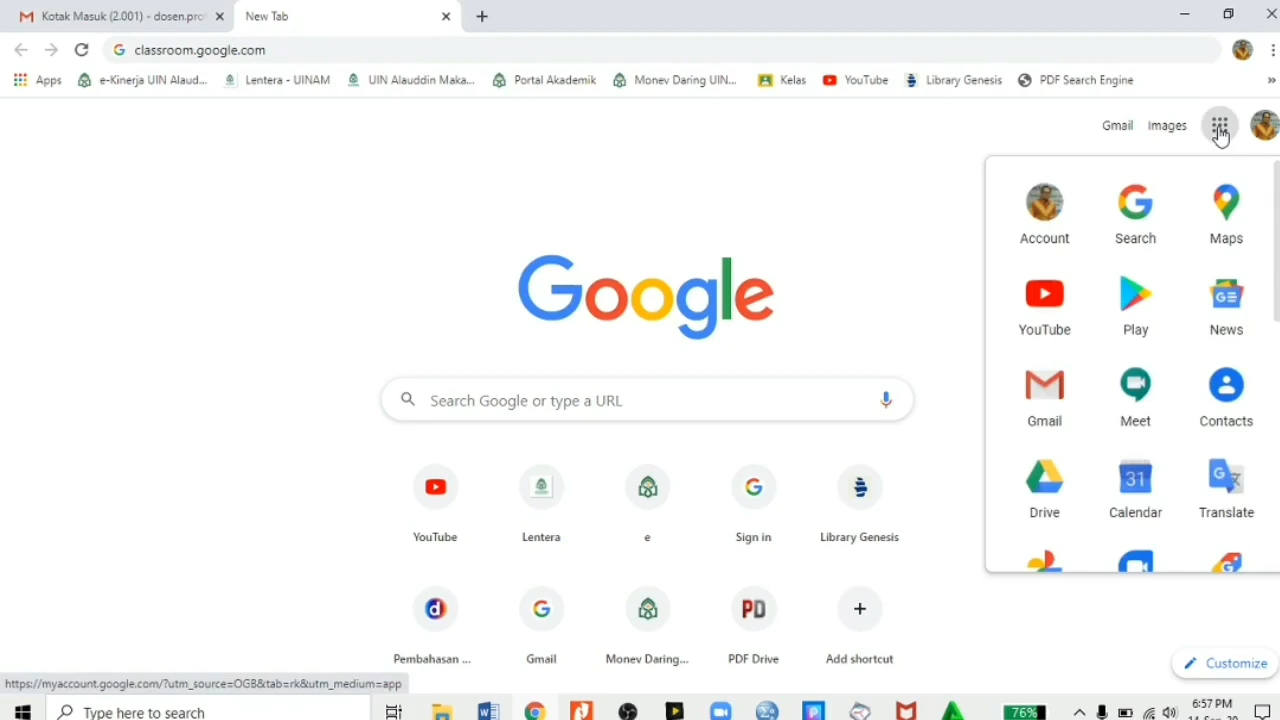 Kotak Masuk (2.001) - dosen.pro
New Tab
classroom.google.com
Apps
e-Kinerja UIN Alaud...
Lentera - UINAM
UIN Alauddin Maka...
Portal Akademik
Monev Daring UIN...
Kelas
YouTube
Library Genesis
PDF Search Engine
»
Gmail
Images
Account
Search
Maps
YouTube
Play
News
Gmail
Meet
Contacts
31
Drive
Calendar
Translate
Google
Search Google or type a URL
YouTube
Lentera
e
Sign in
Library Genesis
Pembahasan ...
Gmail
Monev Daring...
PD
PDF Drive
Add shortcut
Customize
https://myaccount.google.com/?utm_source=OGB&tab=rk&utm_medium=app
Type here to search
76%
6:57 PM